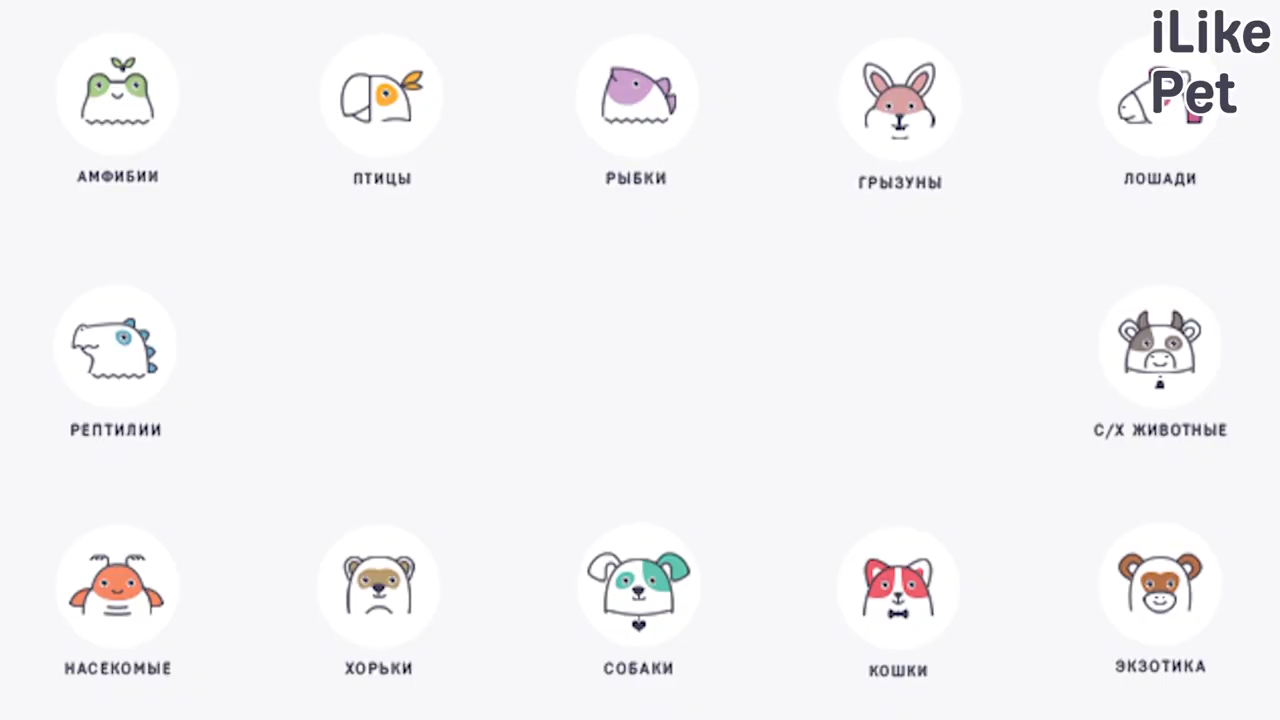 iLike
Pet
АМФИБИИ
ПТИЦЫ
РЫБКИ
ГРЫЗУНЫ
ЛОШАДИ
РЕПТИЛИИ
С/Х ЖИВОТНЫЕ
НАСЕКОМЫЕ
ХОРЬКИ
СОБАКИ
КОШКИ
ЭКЗОТИКА